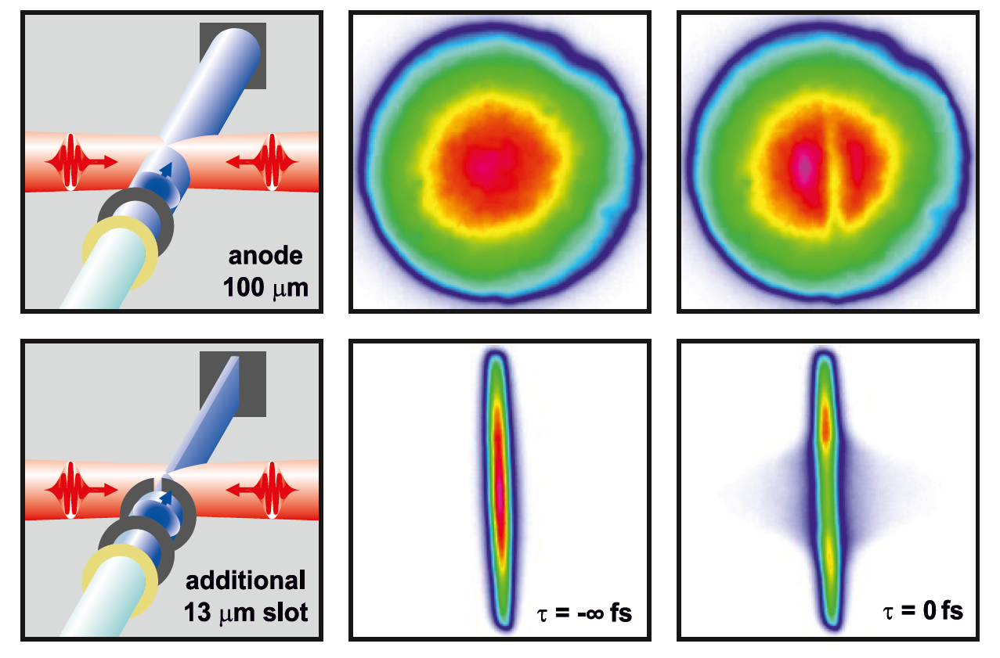 anode
100 μm
additional
13 μm slot
τ = -∞ fs
τ = 0 fs